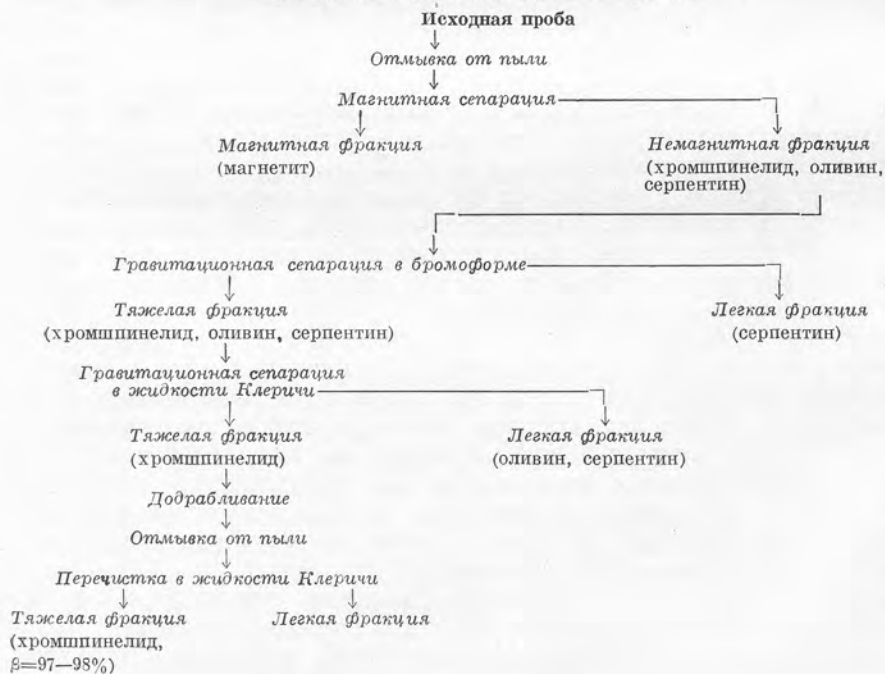 Исходная проба
Отмывка от пыли
Магнитная сепарация
Магнитная фракция
(магнетит)
Немагнитная фракция
(хромшпинелид, оливин,
серпентин)
Гравитационная сепарация в бромоформе
Тяжелая фракция
(хромшпинелид, оливин, серпентин)
Легкая фракция
(серпентин)
Гравитационная сепарация
в жидкости Клеричи
Тяжелая фракция
(хромшпинелид)
Легкая фракция
(оливин, серпентин)
Додрабливание
Отмывка от пыли
Перечистка в жидкости Клеричи
Тяжелая фракция
(хромшпинелид,
β=97—98%)
Легкая фракция